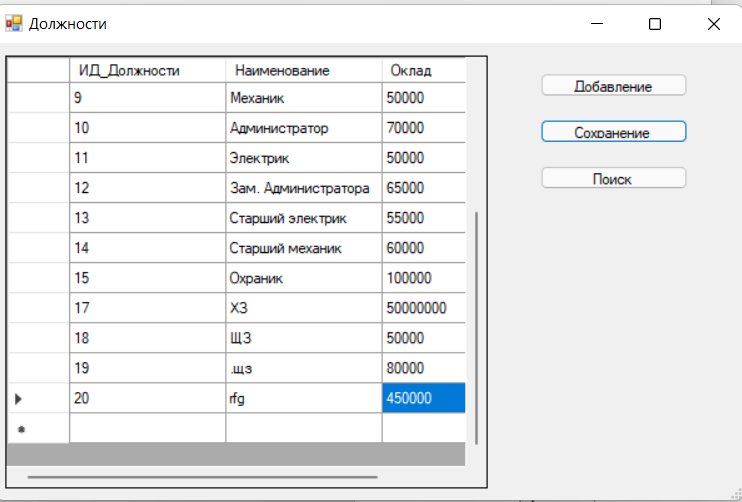 Должности
ИД_Должности Наименование Оклад
9 Механик 50000
10 Администратор 70000
11 Электрик 50000
12 Зам. Администратора 65000
13 Старший электрик 55000
14 Старший механик 60000
15 Охраник 100000
17 ХЗ 50000000
18 ЩЗ 50000
19 .щз 80000
20 rfg 450000
Добавление
Сохранение
Поиск